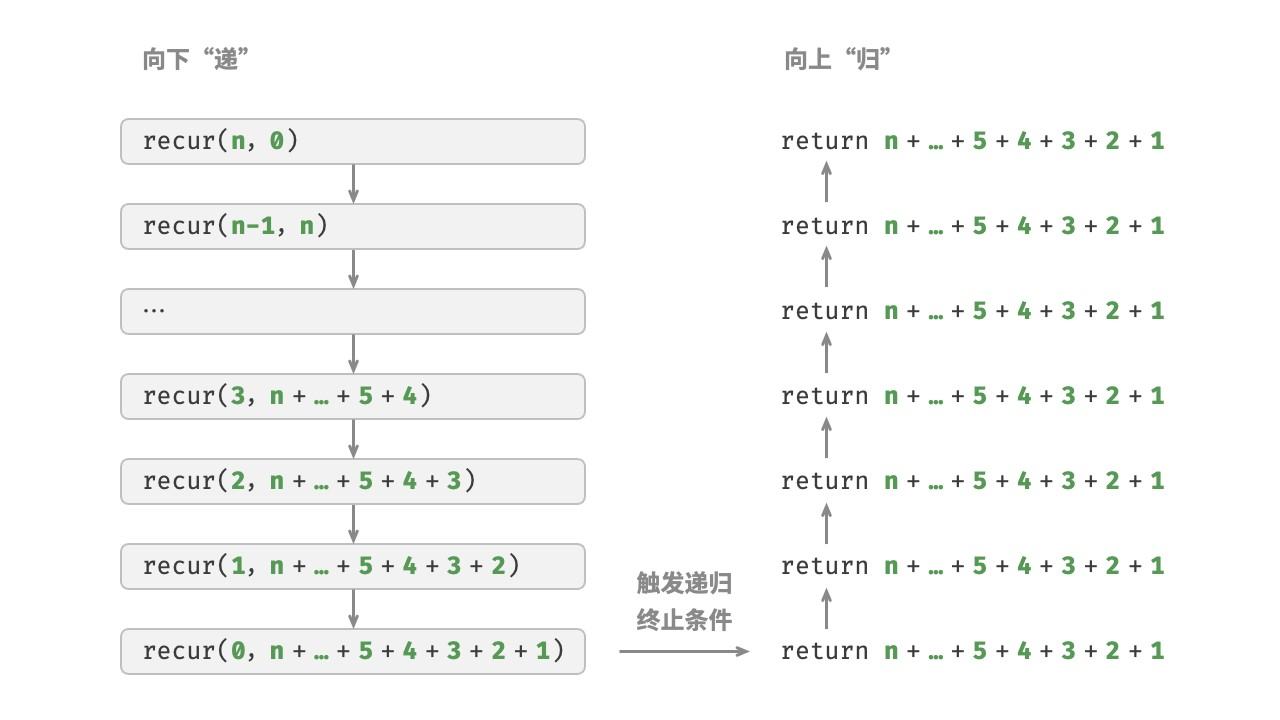 向下“递”
recur(n, 0)
recur(n-1, n)
…
recur(3, n + … + 5 + 4)
recur(2, n + … + 5 + 4 + 3)
recur(1, n + … + 5 + 4 + 3 + 2)
recur(0, n + … + 5 + 4 + 3 + 2 + 1)
触发递归
终止条件
向上“归”
return n + … + 5 + 4 + 3 + 2 + 1
return n + … + 5 + 4 + 3 + 2 + 1
return n + … + 5 + 4 + 3 + 2 + 1
return n + … + 5 + 4 + 3 + 2 + 1
return n + … + 5 + 4 + 3 + 2 + 1
return n + … + 5 + 4 + 3 + 2 + 1
return n + … + 5 + 4 + 3 + 2 + 1